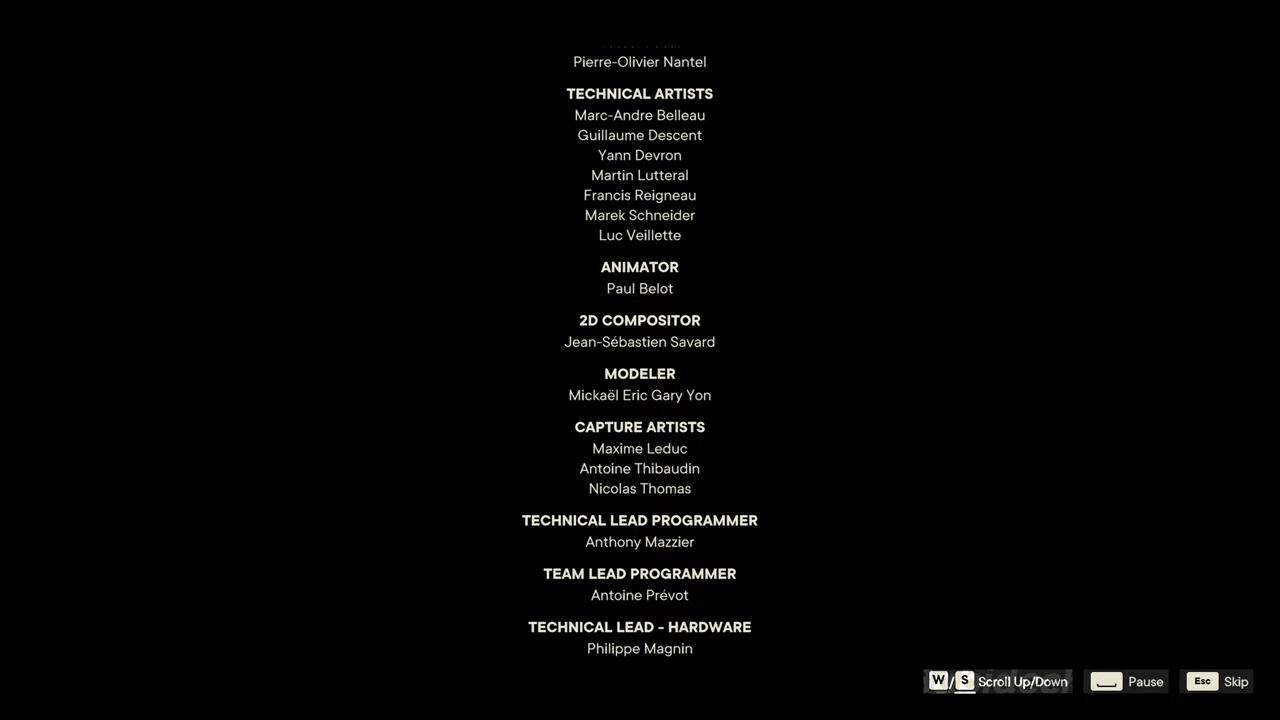 Pierre-Olivier Nantel
TECHNICAL ARTISTS
Marc-Andre Belleau
Guillaume Descent
Yann Devron
Martin Lutteral
Francis Reigneau
Marek Schneider
Luc Veillette
ANIMATOR
Paul Belot
2D COMPOSITOR
Jean-Sébastien Savard
MODELER
Mickaël Eric Gary Yon
CAPTURE ARTISTS
Maxime Leduc
Antoine Thibaudin
Nicolas Thomas
TECHNICAL LEAD PROGRAMMER
Anthony Mazzier
TEAM LEAD PROGRAMMER
Antoine Prévot
TECHNICAL LEAD - HARDWARE
Philippe Magnin
W/S Scroll Up/Down Pause Esc Skip